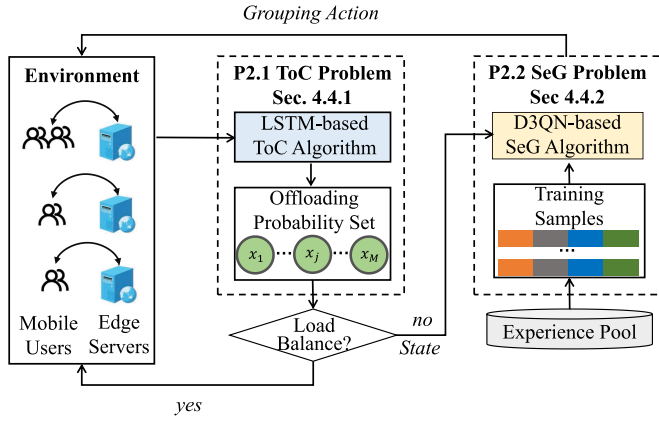 Grouping Action
Environment
Mobile
Users
Edge
Servers
P2.1 ToC Problem
Sec. 4.4.1
LSTM-based
ToC Algorithm
Offloading
Probability Set
x₁ ··· x_j ··· x_M
Load
Balance?
yes
no
State
P2.2 SeG Problem
Sec 4.4.2
D3QN-based
SeG Algorithm
Training
Samples
...
Experience Pool